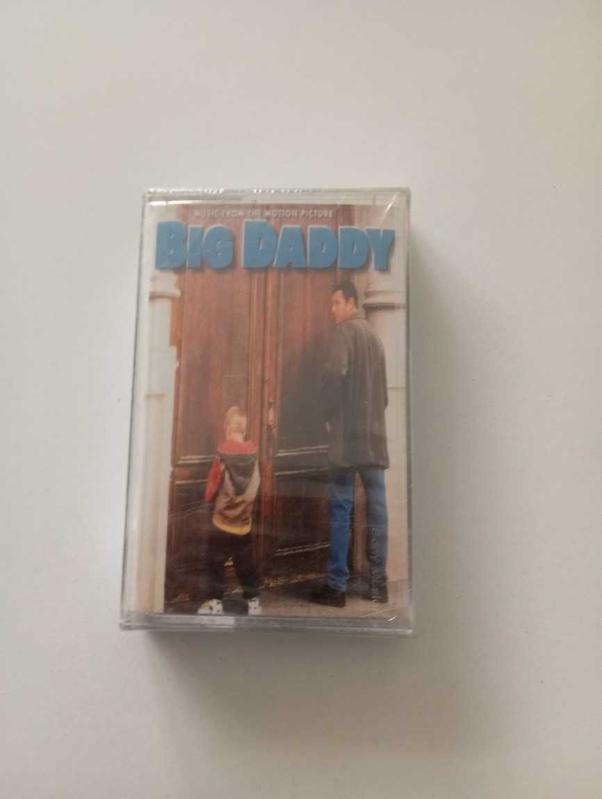 MUSIC FROM THE MOTION PICTURE
BIG DADDY